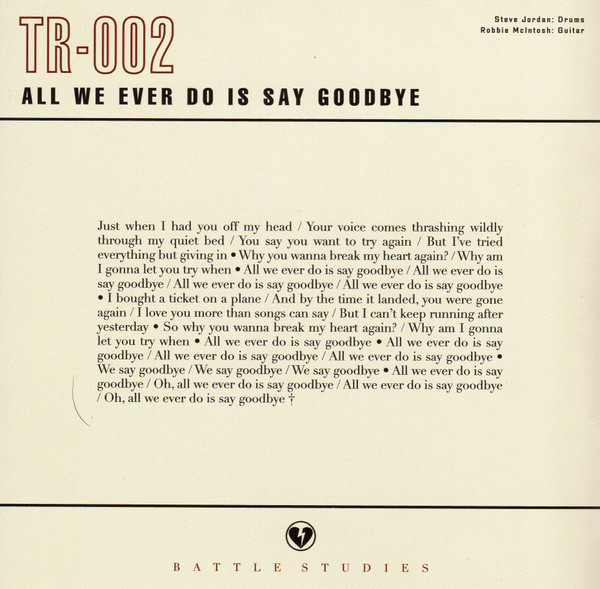 TR-002
Steve Jordan: Drums
Robbie McIntosh: Guitar
ALL WE EVER DO IS SAY GOODBYE
Just when I had you off my head / Your voice comes thrashing wildly
through my quiet bed / You say you want to try again / But I've tried
everything but giving in • Why you wanna break my heart again? / Why am
I gonna let you try when • All we ever do is say goodbye / All we ever do is
say goodbye / All we ever do is say goodbye / All we ever do is say goodbye
• I bought a ticket on a plane / And by the time it landed, you were gone
again / I love you more than songs can say / But I can't keep running after
yesterday • So why you wanna break my heart again? / Why am I gonna
let you try when • All we ever do is say goodbye • All we ever do is say
goodbye / All we ever do is say goodbye / All we ever do is say goodbye •
We say goodbye / We say goodbye / We say goodbye • All we ever do is say
goodbye / Oh, all we ever do is say goodbye / All we ever do is say goodbye
/ Oh, all we ever do is say goodbye †
BATTLE STUDIES